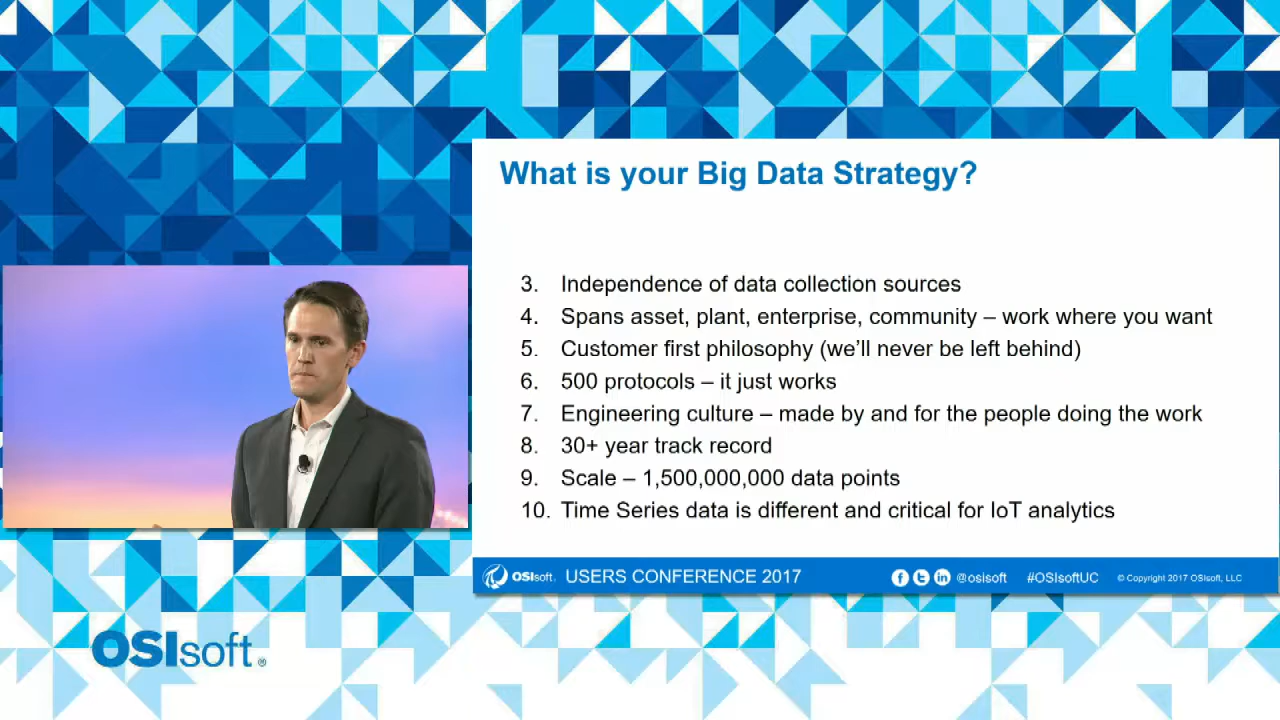 What is your Big Data Strategy?
3. Independence of data collection sources
4. Spans asset, plant, enterprise, community – work where you want
5. Customer first philosophy (we’ll never be left behind)
6. 500 protocols – it just works
7. Engineering culture – made by and for the people doing the work
8. 30+ year track record
9. Scale – 1,500,000,000 data points
10. Time Series data is different and critical for IoT analytics
OSIsoft. USERS CONFERENCE 2017 @osisoft #OSIsoftUC © Copyright 2017 OSIsoft, LLC
OSIsoft®